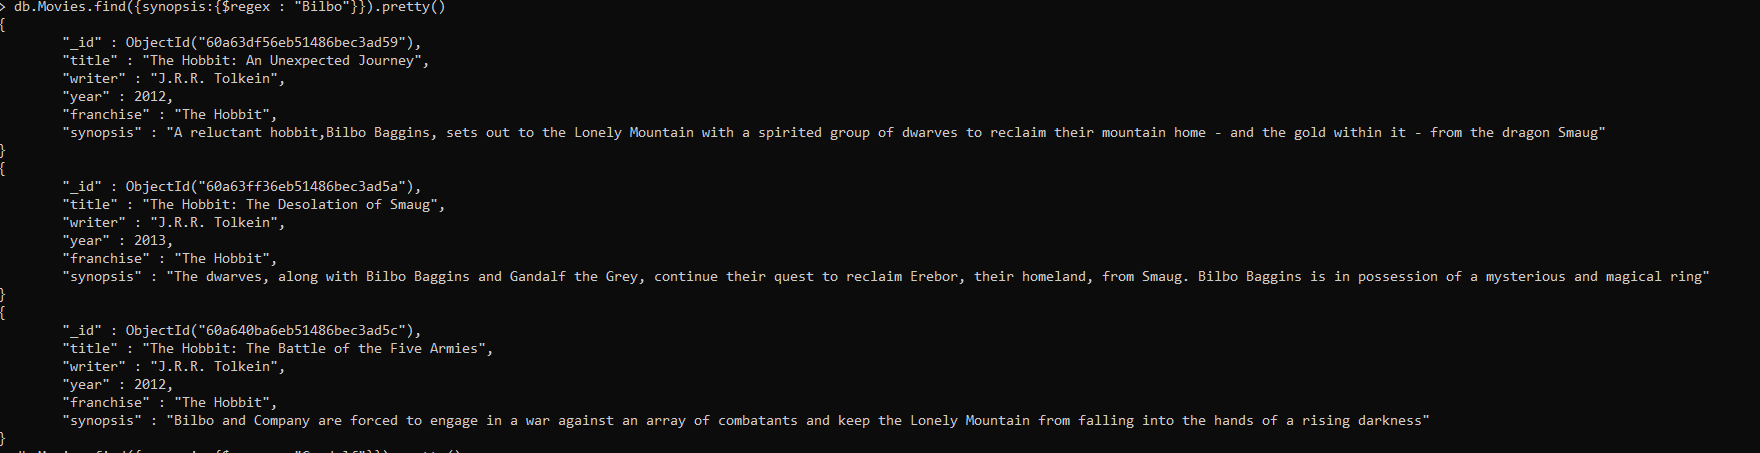 > db.Movies.find({synopsis:{$regex : "Bilbo"}}).pretty()
{
"_id" : ObjectId("60a63df56eb51486bec3ad59"),
"title" : "The Hobbit: An Unexpected Journey",
"writer" : "J.R.R. Tolkein",
"year" : 2012,
"franchise" : "The Hobbit",
"synopsis" : "A reluctant hobbit,Bilbo Baggins, sets out to the Lonely Mountain with a spirited group of dwarves to reclaim their mountain home - and the gold within it - from the dragon Smaug"
}
{
"_id" : ObjectId("60a63ff36eb51486bec3ad5a"),
"title" : "The Hobbit: The Desolation of Smaug",
"writer" : "J.R.R. Tolkein",
"year" : 2013,
"franchise" : "The Hobbit",
"synopsis" : "The dwarves, along with Bilbo Baggins and Gandalf the Grey, continue their quest to reclaim Erebor, their homeland, from Smaug. Bilbo Baggins is in possession of a mysterious and magical ring"
}
{
"_id" : ObjectId("60a640ba6eb51486bec3ad5c"),
"title" : "The Hobbit: The Battle of the Five Armies",
"writer" : "J.R.R. Tolkein",
"year" : 2012,
"franchise" : "The Hobbit",
"synopsis" : "Bilbo and Company are forced to engage in a war against an array of combatants and keep the Lonely Mountain from falling into the hands of a rising darkness"
}